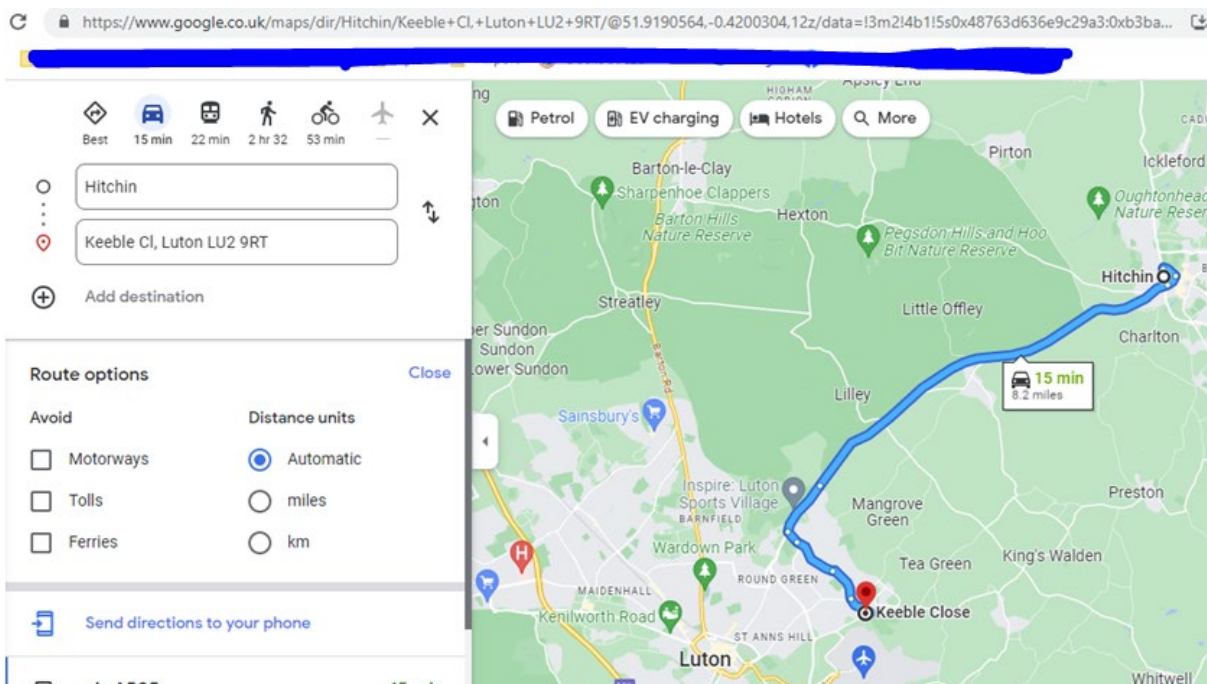 https://www.google.co.uk/maps/dir/Hitchin/Keeble+Cl,+Luton+LU2+9RT/@51.9190564,-0.4200304,12z/data=!3m2!4b1!5s0x48763d636e9c29a3:0xb3ba...
Best
15 min
22 min
2 hr 32
53 min
Hitchin
Keeble Cl, Luton LU2 9RT
Add destination
Route options
Close
Avoid
Distance units
Motorways
Automatic
Tolls
miles
Ferries
km
Send directions to your phone
Petrol
EV charging
Hotels
More
HIGHAM
Pirton
Ickleford
Barton-le-Clay
Sharpenhoe Clappers
Barton Hills
Nature Reserve
Hexton
Oughtonhead
Nature Reser
Pegsdon Hills and Hoo
Bit Nature Reserve
Hitchin
Streatley
Little Offley
Charlton
Sundon
ower Sundon
Barton Rd
15 min
8.2 miles
Lilley
Sainsbury's
Inspire: Luton
Sports Village
BARNFIELD
Mangrove
Green
Preston
Wardown Park
ROUND GREEN
Tea Green
King's Walden
MAIDENHALL
Kenilworth Road
Keeble Close
ST ANNS HILL
Luton
Whitwell